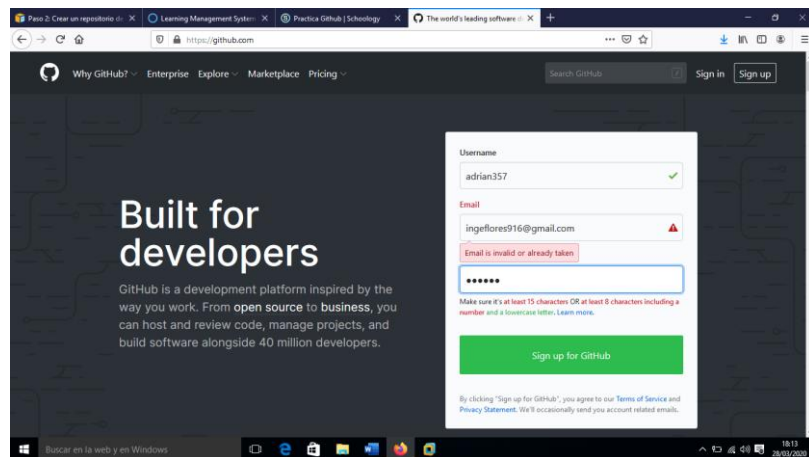 Paso 2: Crear un repositorio de
Learning Management System
Practica Github | Schoology
The world's leading software d
https://github.com
Why GitHub? Enterprise Explore Marketplace Pricing
Search GitHub
Sign in Sign up
Username
adrian357
Email
ingeflores916@gmail.com
Email is invalid or already taken
Make sure it's at least 15 characters OR at least 8 characters including a
number and a lowercase letter. Learn more.
Sign up for GitHub
By clicking "Sign up for GitHub", you agree to our Terms of Service and
Privacy Statement. We'll occasionally send you account related emails.
Built for
developers
GitHub is a development platform inspired by the
way you work. From open source to business, you
can host and review code, manage projects, and
build software alongside 40 million developers.
Buscar en la web y en Windows
18:13
28/03/2020